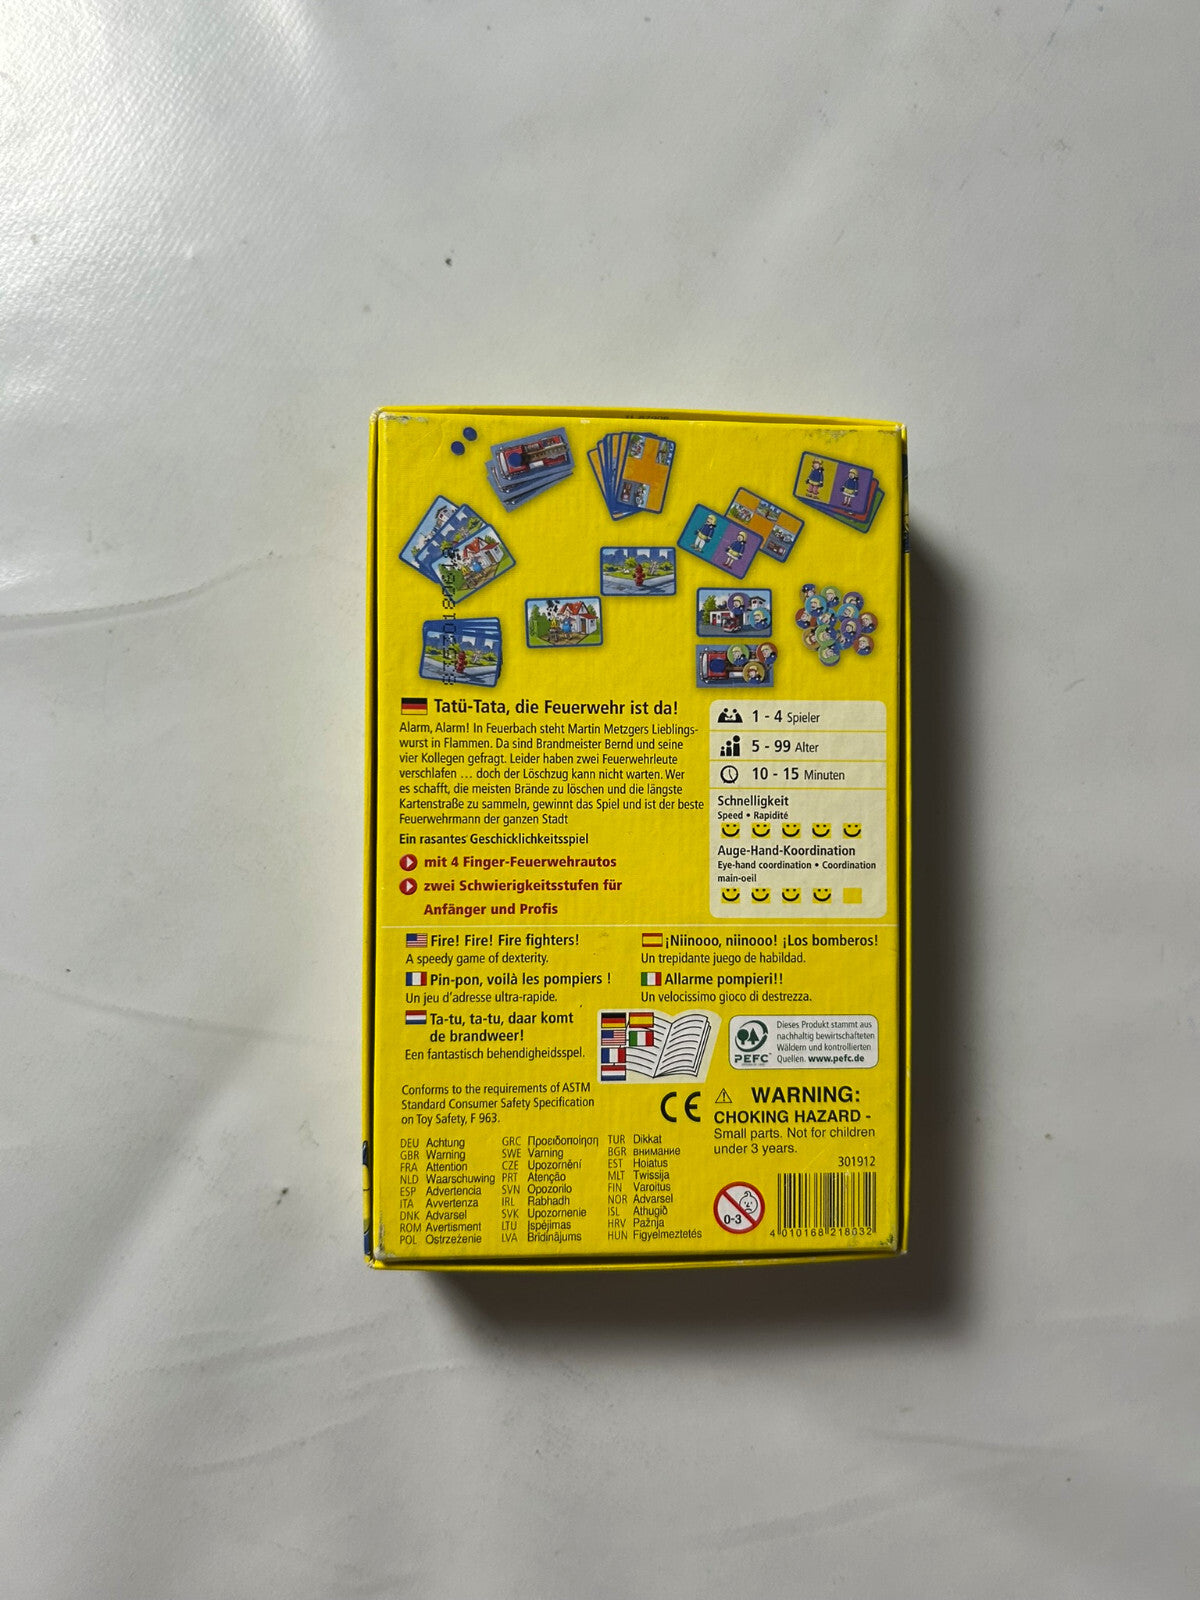 Tatü-Tata, die Feuerwehr ist da!
Alarm, Alarm! In Feuerbach steht Martin Metzgers Lieblings-
wurst in Flammen. Da sind Brandmeister Bernd und seine
vier Kollegen gefragt. Leider haben zwei Feuerwehrleute
verschlafen ... doch der Löschzug kann nicht warten. Wer
es schafft, die meisten Brände zu löschen und die längste
Kartenstraße zu sammeln, gewinnt das Spiel und ist der beste
Feuerwehrmann der ganzen Stadt
Ein rasantes Geschicklichkeitsspiel
mit 4 Finger-Feuerwehrautos
zwei Schwierigkeitsstufen für
Anfänger und Profis
1 - 4 Spieler
5 - 99 Alter
10 - 15 Minuten
Schnelligkeit
Speed • Rapidité
Auge-Hand-Koordination
Eye-hand coordination • Coordination
main-oeil
Fire! Fire! Fire fighters!
A speedy game of dexterity.
Pin-pon, voilà les pompiers !
Un jeu d'adresse ultra-rapide.
Ta-tu, ta-tu, daar komt
de brandweer!
Een fantastisch behendigheidsspel.
¡Niinooo, niinooo! ¡Los bomberos!
Un trepidante juego de habildad.
Allarme pompieri!!
Un velocissimo gioco di destrezza.
PEFC
Dieses Produkt stammt aus
nachhaltig bewirtschafteten
Wäldern und kontrollierten
Quellen. www.pefc.de
Conforms to the requirements of ASTM
Standard Consumer Safety Specification
on Toy Safety, F 963.
CE
WARNING:
CHOKING HAZARD -
Small parts. Not for children
under 3 years.
DEU Achtung
GBR Warning
FRA Attention
NLD Waarschuwing
ESP Advertencia
ITA Avvertenza
DNK Advarsel
ROM Avertisment
POL Ostrzeżenie
GRC Προειδοποίηση
SWE Varning
CZE Upozornění
PRT Atenção
SVN Opozorilo
IRL Rabhadh
SVK Upozornenie
LTU Įspėjimas
LVA Brīdinājums
TUR Dikkat
BGR внимание
EST Hoiatus
MLT Twissija
FIN Varoitus
NOR Advarsel
ISL Athugið
HRV Pažnja
HUN Figyelmeztetés
301912
0-3
4 010168 218032